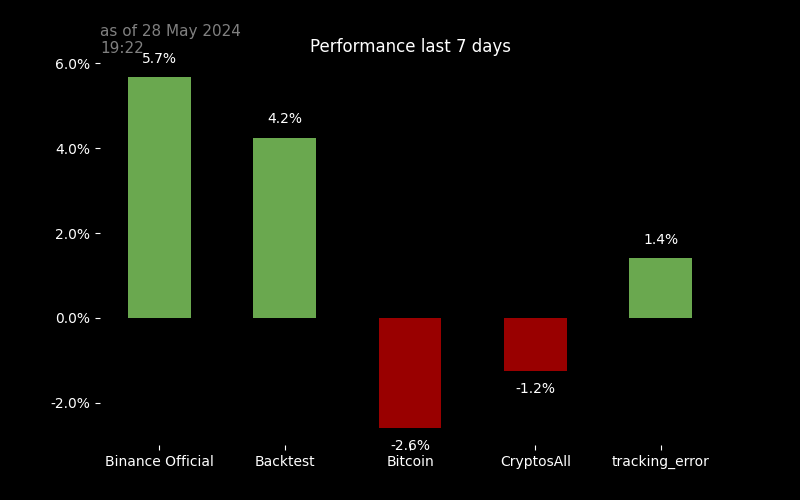 as of 28 May 2024
19:22
Performance last 7 days
6.0%
4.0%
2.0%
0.0%
-2.0%
5.7%
4.2%
-2.6%
-1.2%
1.4%
Binance Official
Backtest
Bitcoin
CryptosAll
tracking_error